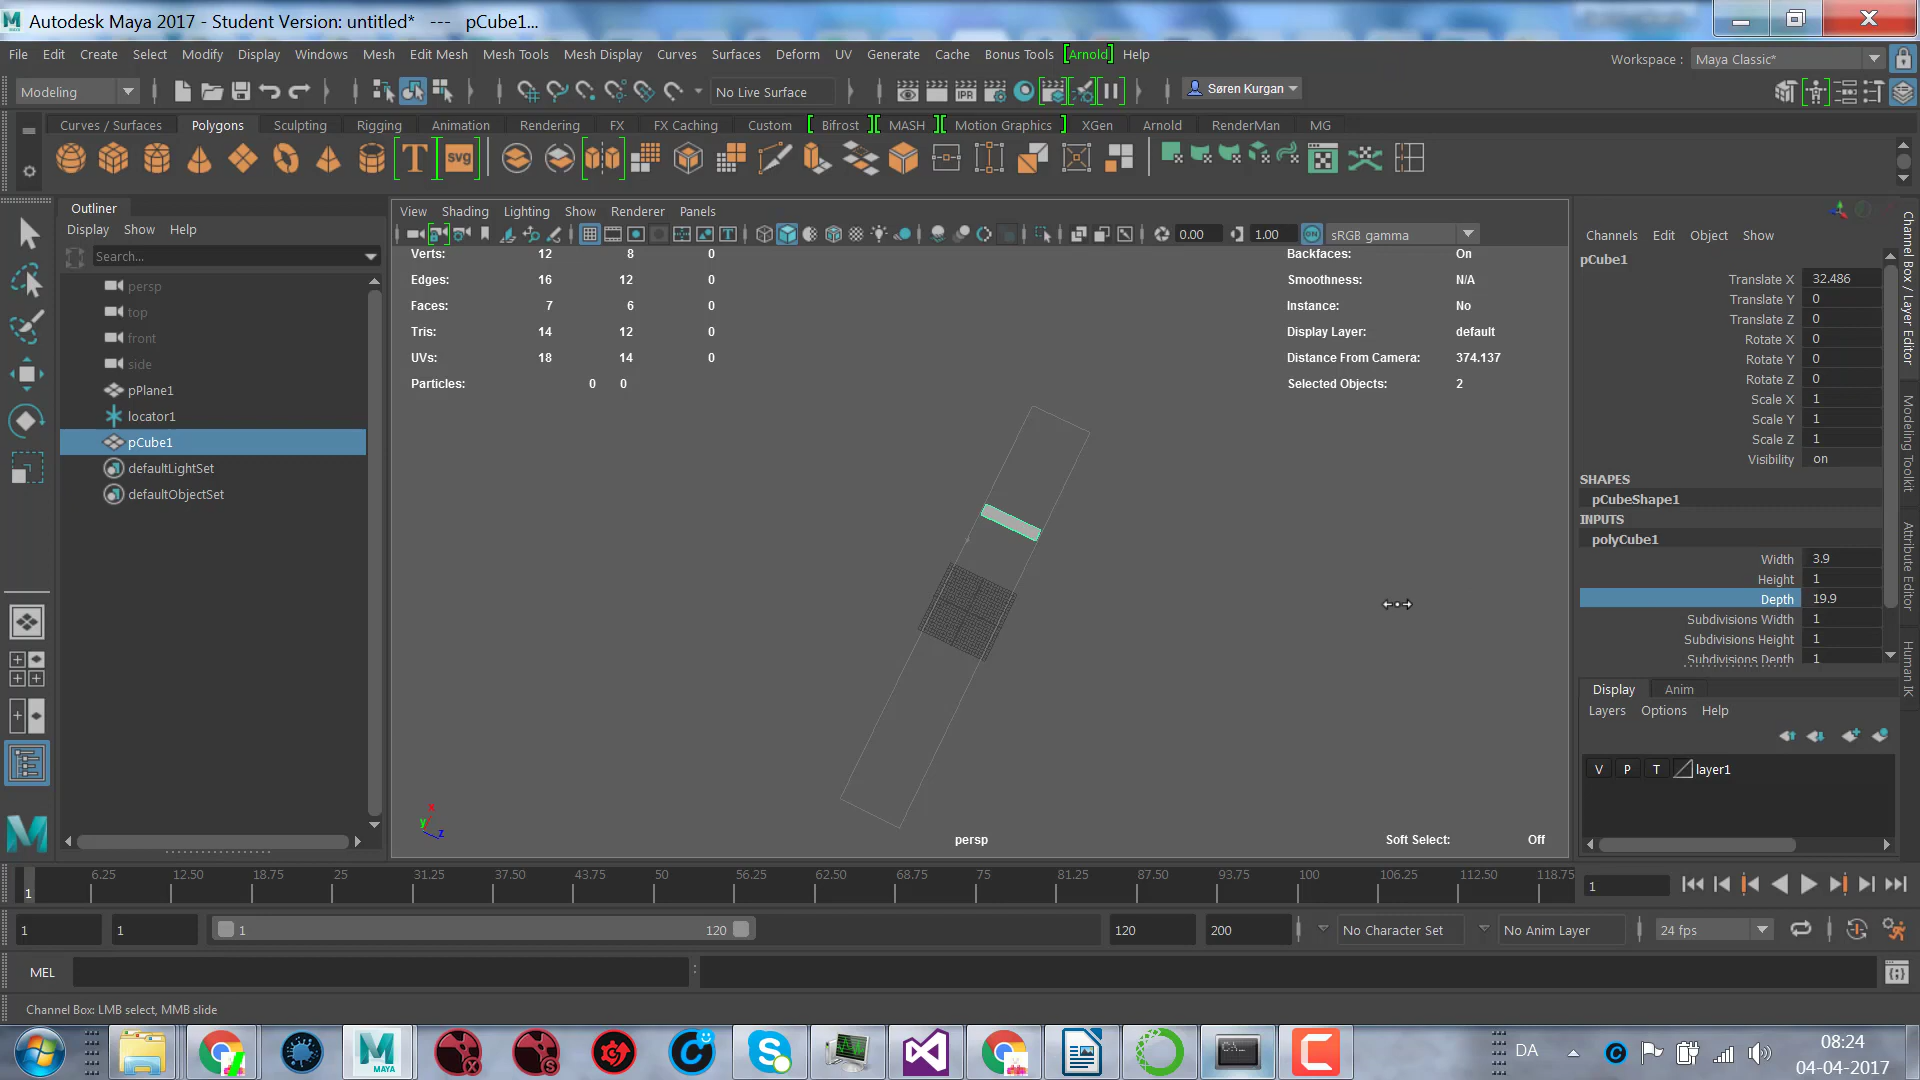 Autodesk Maya 2017 - Student Version: untitled* --- pCube1...
File Edit Create Select Modify Display Windows Mesh Edit Mesh Mesh Tools Mesh Display Curves Surfaces Deform UV Generate Cache Bonus Tools [Arnold] Help
Workspace : Maya Classic*
Modeling No Live Surface Søren Kurgan
IPR
Curves / Surfaces Polygons Sculpting Rigging Animation Rendering FX FX Caching Custom Bifrost MASH Motion Graphics XGen Arnold RenderMan MG
T svg
Outliner
Display Show Help
Search...
persp
top
front
side
pPlane1
locator1
pCube1
defaultLightSet
defaultObjectSet
View Shading Lighting Show Renderer Panels
0.00 1.00 ON sRGB gamma
Verts: 12 8 0
Edges: 16 12 0
Faces: 7 6 0
Tris: 14 12 0
UVs: 18 14 0
Particles: 0 0
Backfaces: On
Smoothness: N/A
Instance: No
Display Layer: default
Distance From Camera: 374.137
Selected Objects: 2
x
y
z
persp
Soft Select: Off
Channels Edit Object Show
pCube1
Translate X 32.486
Translate Y 0
Translate Z 0
Rotate X 0
Rotate Y 0
Rotate Z 0
Scale X 1
Scale Y 1
Scale Z 1
Visibility on
SHAPES
pCubeShape1
INPUTS
polyCube1
Width 3.9
Height 1
Depth 19.9
Subdivisions Width 1
Subdivisions Height 1
Subdivisions Depth 1
Display Anim
Layers Options Help
V P T layer1
Channel Box / Layer Editor
Modeling Toolkit
Attribute Editor
Human IK
1 6.25 12.50 18.75 25 31.25 37.50 43.75 50 56.25 62.50 68.75 75 81.25 87.50 93.75 100 106.25 112.50 118.75
1
1 1 1 120 120 200 No Character Set No Anim Layer 24 fps
MEL
Channel Box: LMB select, MMB slide
MAYA
DA
08:24
04-04-2017